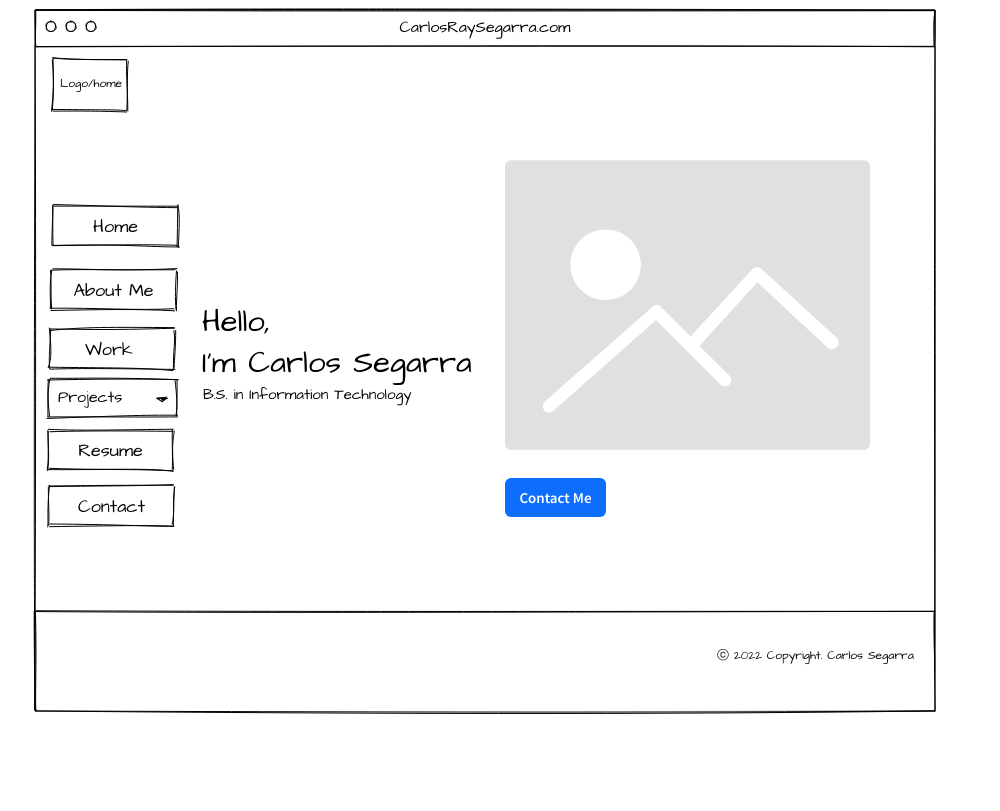 CarlosRaySegarra.com
Logo/home
Home
About Me
Work
Projects
Resume
Contact
Hello,
I'm Carlos Segarra
B.S. in Information Technology
Contact Me
© 2022 Copyright. Carlos Segarra